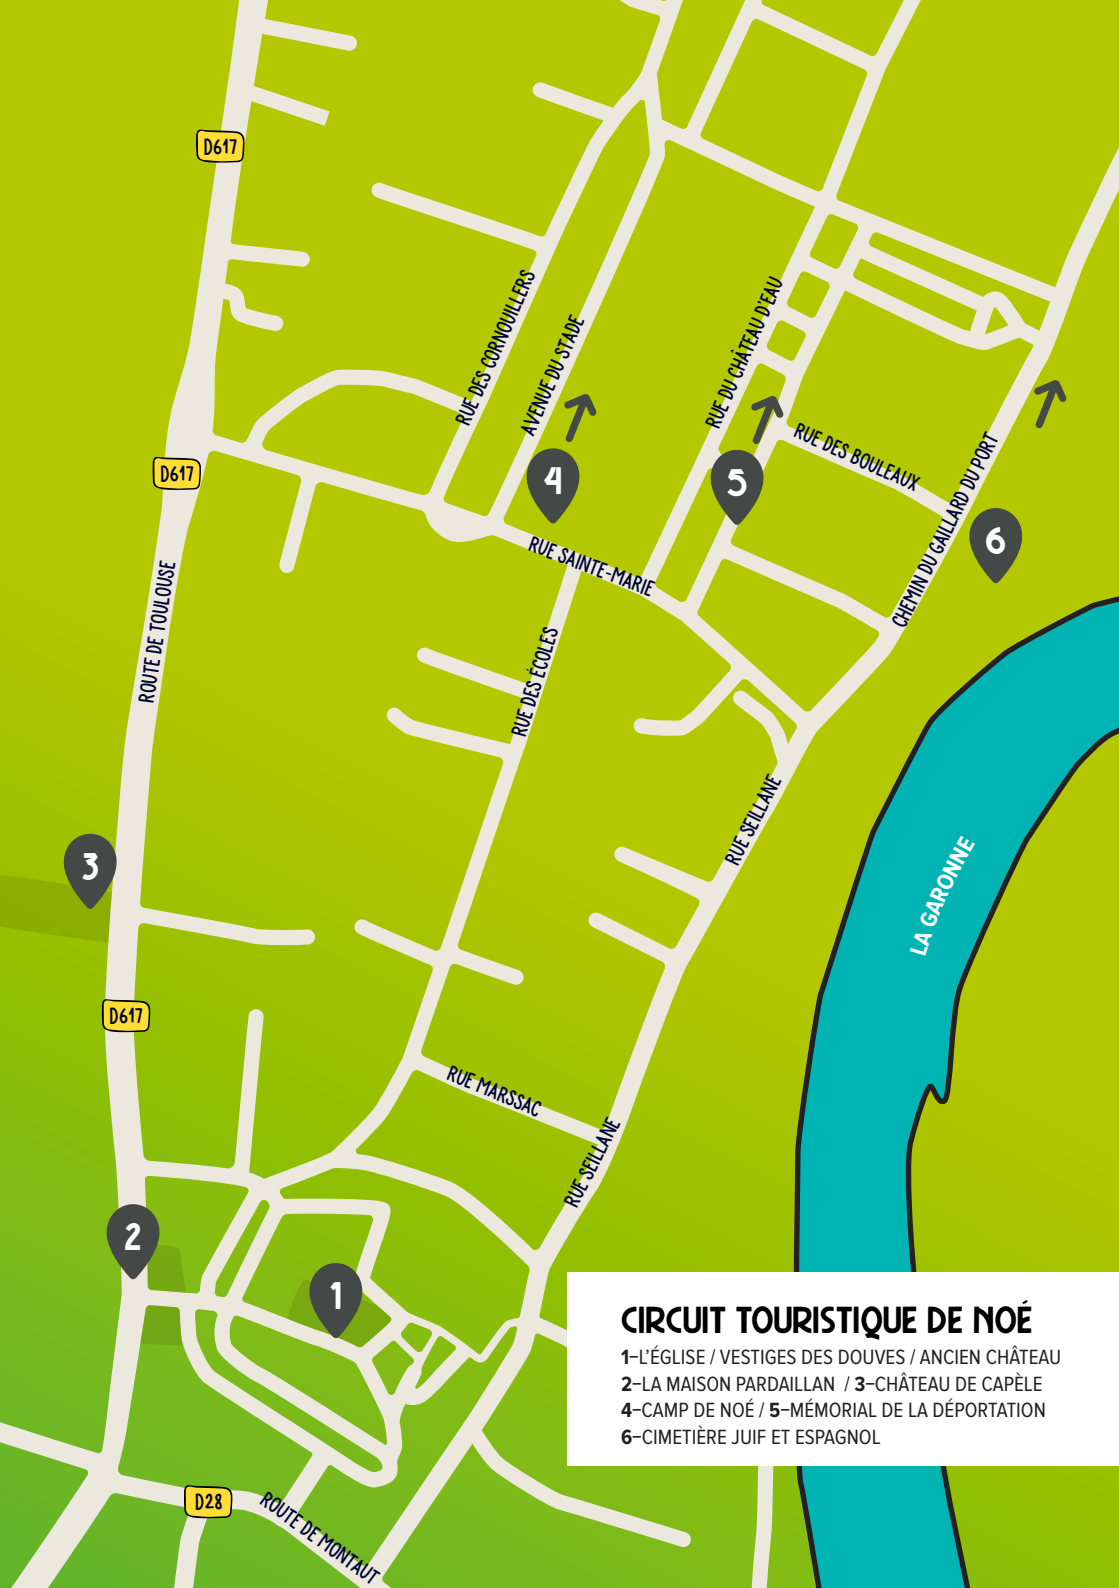 D617
RUE DES CORNOUILLERS
AVENUE DU STADE
RUE DU CHÂTEAU D'EAU
RUE DES BOULEAUX
CHEMIN DU GAILLARD DU PORT
D617
4
5
6
RUE SAINTE-MARIE
ROUTE DE TOULOUSE
RUE DES ÉCOLES
RUE SEILLANE
3
LA GARONNE
D617
RUE MARSSAC
RUE SEILLANE
2
1
CIRCUIT TOURISTIQUE DE NOÉ
1–L'ÉGLISE / VESTIGES DES DOUVES / ANCIEN CHÂTEAU
2–LA MAISON PARDAILLAN / 3–CHÂTEAU DE CAPÈLE
4–CAMP DE NOÉ / 5–MÉMORIAL DE LA DÉPORTATION
6–CIMETIÈRE JUIF ET ESPAGNOL
D28
ROUTE DE MONTAUT